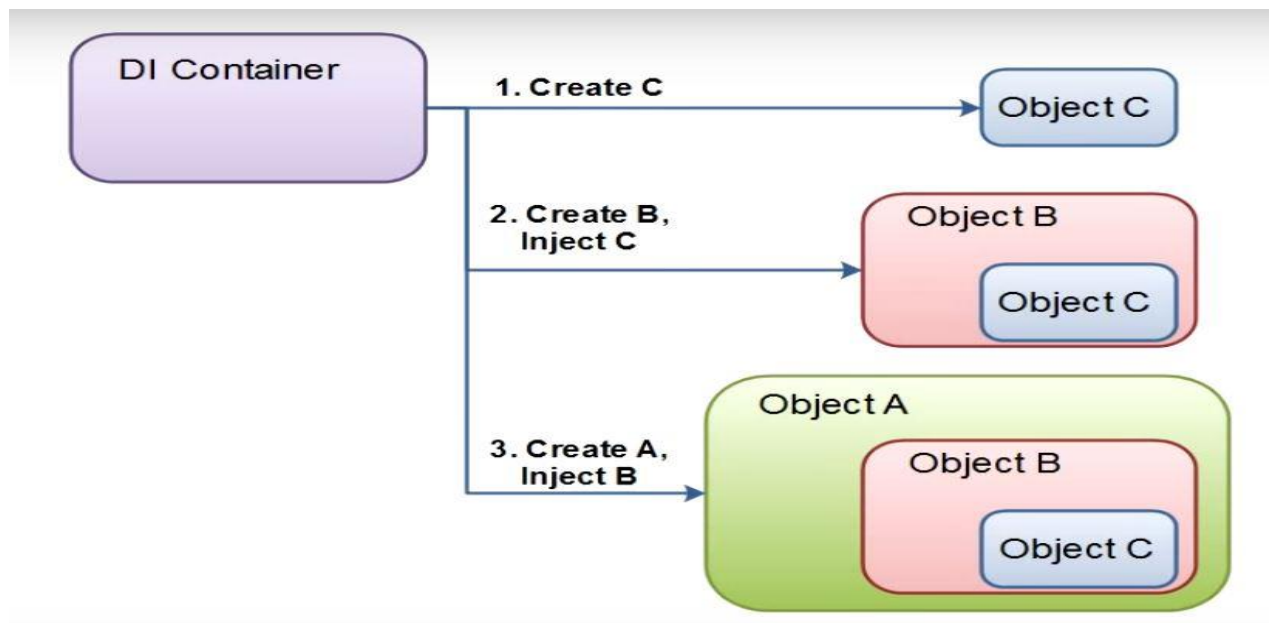 DI Container
1. Create C
Object C
2. Create B,
Inject C
Object B
Object C
3. Create A,
Inject B
Object A
Object B
Object C